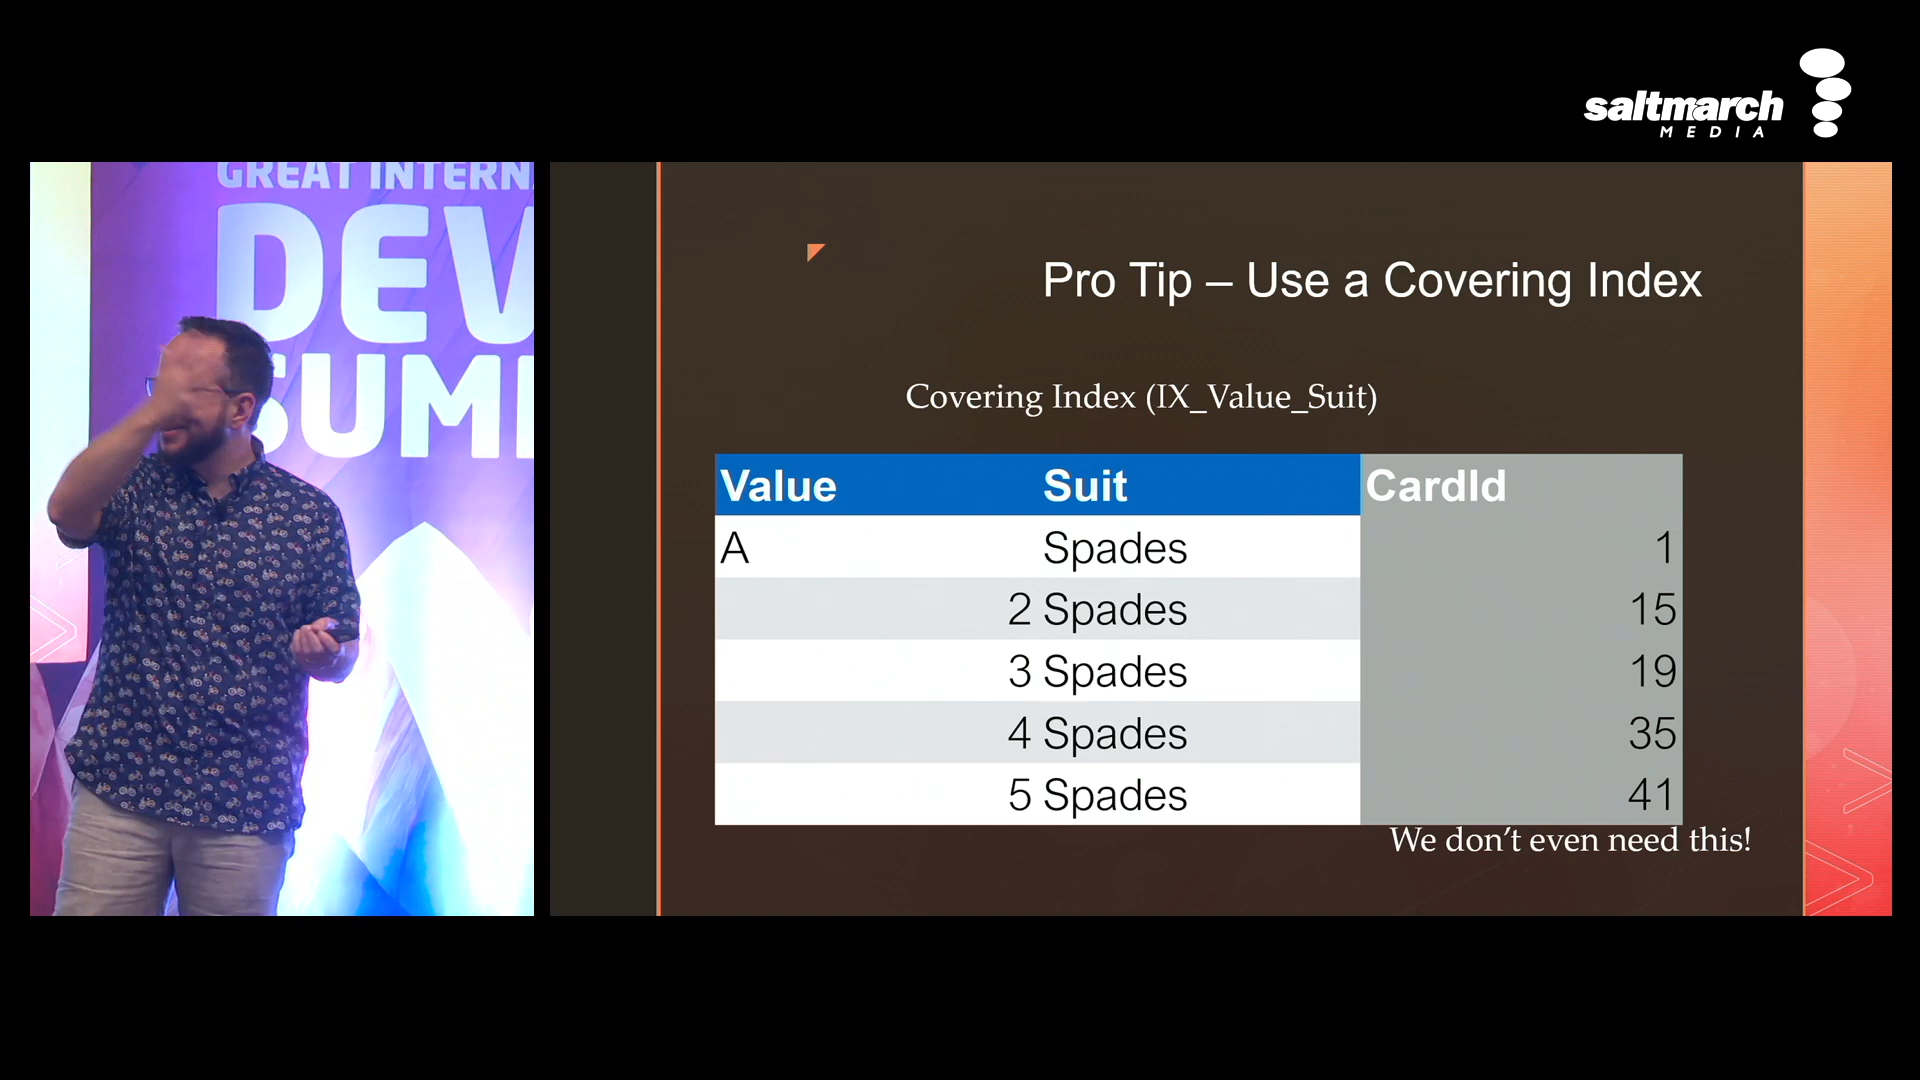 saltmarch
MEDIA
GREAT INTERN
DEV
SUMM
Pro Tip – Use a Covering Index
Covering Index (IX_Value_Suit)
Value Suit CardId
A Spades 1
2 Spades 15
3 Spades 19
4 Spades 35
5 Spades 41
We don’t even need this!